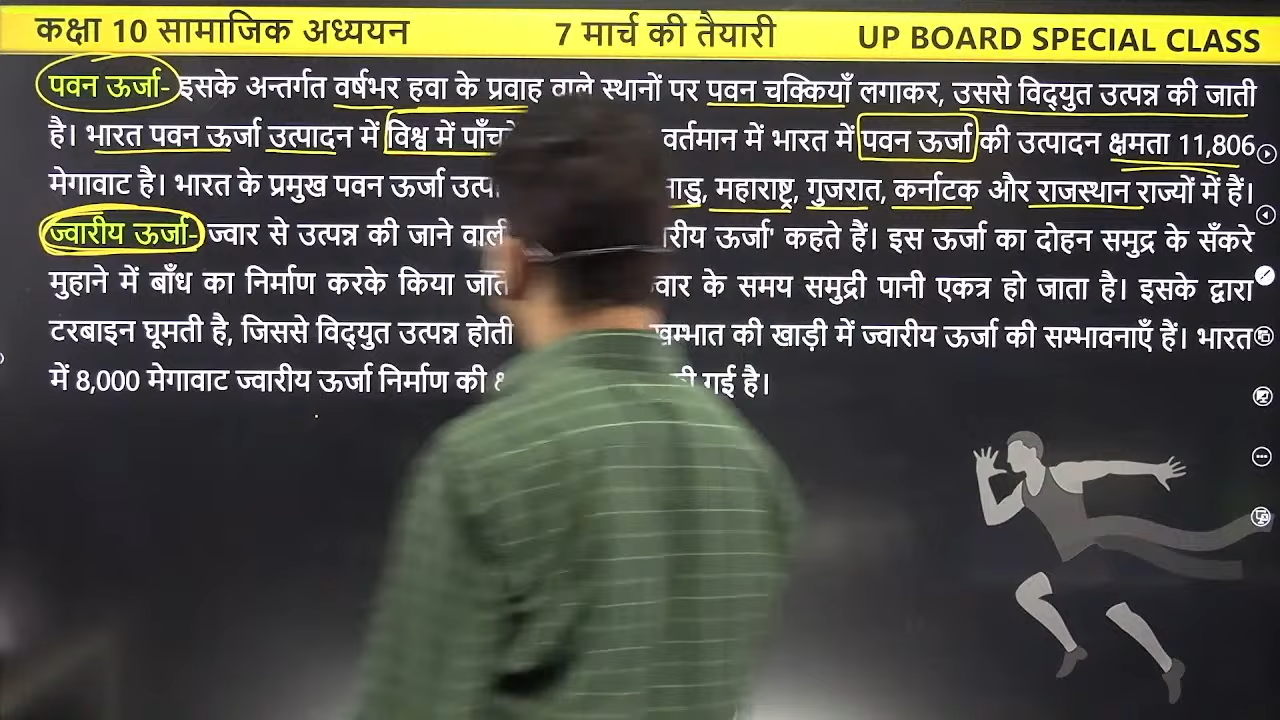 कक्षा 10 सामाजिक अध्ययन 7 मार्च की तैयारी UP BOARD SPECIAL CLASS
पवन ऊर्जा- इसके अन्तर्गत वर्षभर हवा के प्रवाह वाले स्थानों पर पवन चक्कियाँ लगाकर, उससे विद्युत उत्पन्न की जाती
है। भारत पवन ऊर्जा उत्पादन में विश्व में वर्तमान में भारत में पवन ऊर्जा की उत्पादन क्षमता 11,806
मेगावाट है। भारत के प्रमुख पवन ऊर्जा महाराष्ट्र, गुजरात, कर्नाटक और राजस्थान राज्यों में हैं।
ज्वारीय ऊर्जा- ज्वार से उत्पन्न की जाने ऊर्जा' कहते हैं। इस ऊर्जा का दोहन समुद्र के सँकरे
मुहाने में बाँध का निर्माण करके किया के समय समुद्री पानी एकत्र हो जाता है। इसके द्वारा
टरबाइन घूमती है, जिससे विद्युत उत्पन्न होती की खाड़ी में ज्वारीय ऊर्जा की सम्भावनाएँ हैं। भारत
में 8,000 मेगावाट ज्वारीय ऊर्जा निर्माण की गई है।